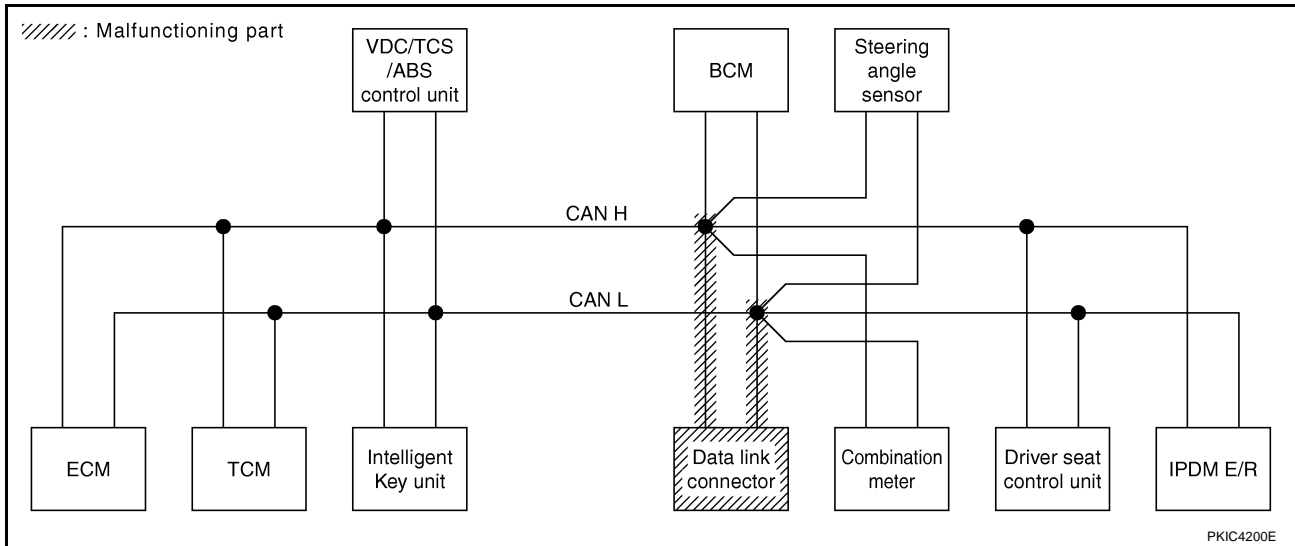 : Malfunctioning part
VDC/TCS
/ABS
control unit
BCM
Steering
angle
sensor
CAN H
CAN L
ECM
TCM
Intelligent
Key unit
Data link
connector
Combination
meter
Driver seat
control unit
IPDM E/R
PKIC4200E